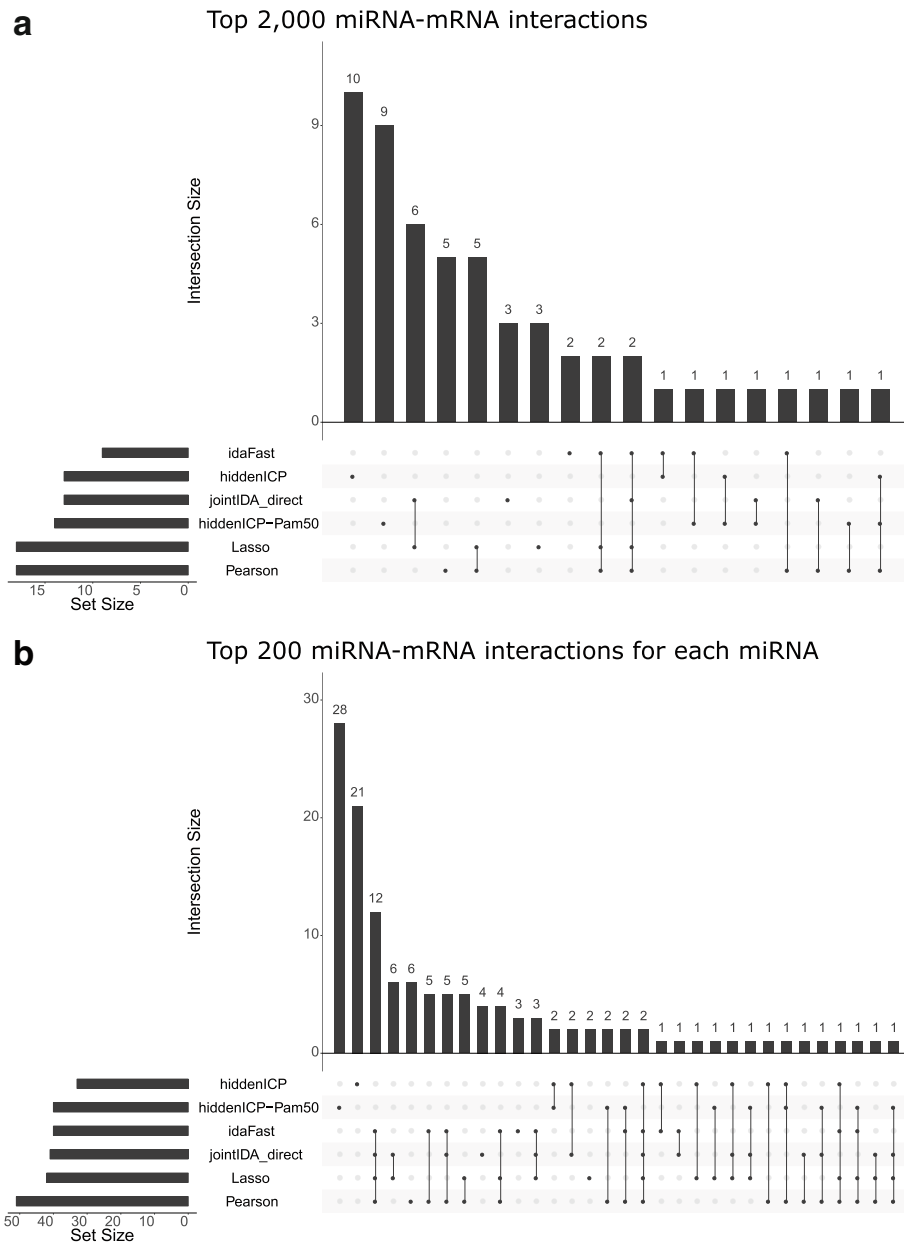 a
Top 2,000 miRNA-mRNA interactions
Intersection Size
9
6
3
0
10 9 6 5 5 3 3 2 2 2 1 1 1 1 1 1 1 1
idaFast
hiddenICP
jointIDA_direct
hiddenICP−Pam50
Lasso
Pearson
15 10 5 0
Set Size
b
Top 200 miRNA-mRNA interactions for each miRNA
Intersection Size
30
20
10
0
28 21 12 6 6 5 5 5 4 4 3 3 2 2 2 2 2 2 1 1 1 1 1 1 1 1 1 1 1 1 1 1
hiddenICP
hiddenICP−Pam50
idaFast
jointIDA_direct
Lasso
Pearson
50 40 30 20 10 0
Set Size